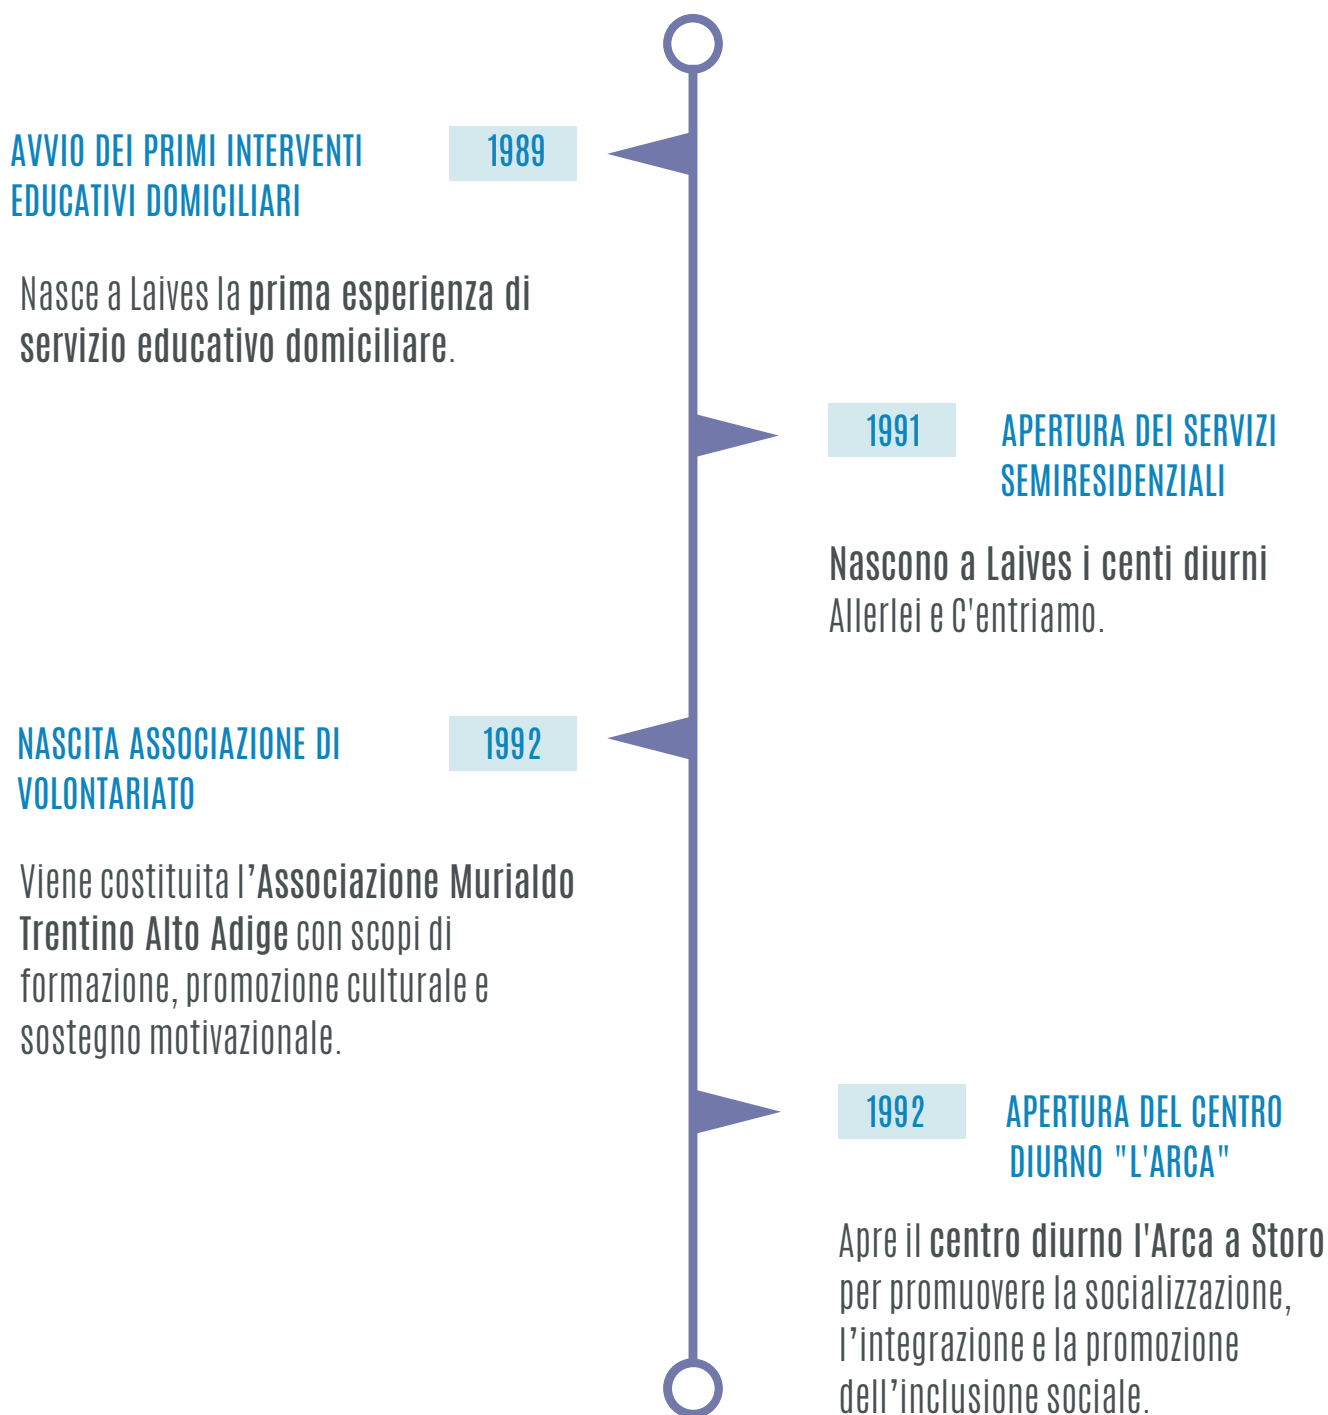 AVVIO DEI PRIMI INTERVENTI
EDUCATIVI DOMICILIARI
1989
Nasce a Laives la prima esperienza di
servizio educativo domiciliare.
1991
APERTURA DEI SERVIZI
SEMIRESIDENZIALI
Nascono a Laives i centi diurni
Allerlei e C'entriamo.
NASCITA ASSOCIAZIONE DI
VOLONTARIATO
1992
Viene costituita l’Associazione Murialdo
Trentino Alto Adige con scopi di
formazione, promozione culturale e
sostegno motivazionale.
1992
APERTURA DEL CENTRO
DIURNO "L'ARCA"
Apre il centro diurno l'Arca a Storo
per promuovere la socializzazione,
l’integrazione e la promozione
dell’inclusione sociale.